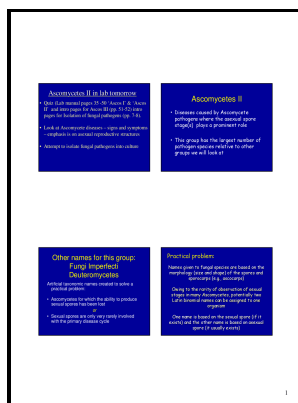 Ascomycetes II in lab tomorrow
• Quiz (Lab manual pages 35 -50 'Ascos I' & 'Ascos
II' and intro pages for Ascos III (pp. 51-52) intro
pages for Isolation of fungal pathogens (pp. 7-8).
• Look at Ascomycete diseases – signs and symptoms
– emphasis is on asexual reproductive structures
• Attempt to isolate fungal pathogens into culture
Ascomycetes II
• Diseases caused by Ascomycete
pathogens where the asexual spore
stage(s) plays a prominent role
• This group has the largest number of
pathogen species relative to other
groups we will look at
Other names for this group:
Fungi Imperfecti
Deuteromycetes
Artificial taxonomic names created to solve a
practical problem
• Ascomycetes for which the ability to produce
sexual spores has been lost
or
• Sexual spores are only very rarely involved
with the primary disease cycle
Practical problem:
Names given to fungal species are based on the
morphology (size and shape) of the spores and
sporocarps (e.g., ascocarps)
Owing to the rarity of observation of sexual
stages in many Ascomycetes, potentially two
Latin binomial names can be assigned to one
organism
One name is based on the sexual spore (if it
exists) and the other name is based on asexual
spore (if it usually exists)
1